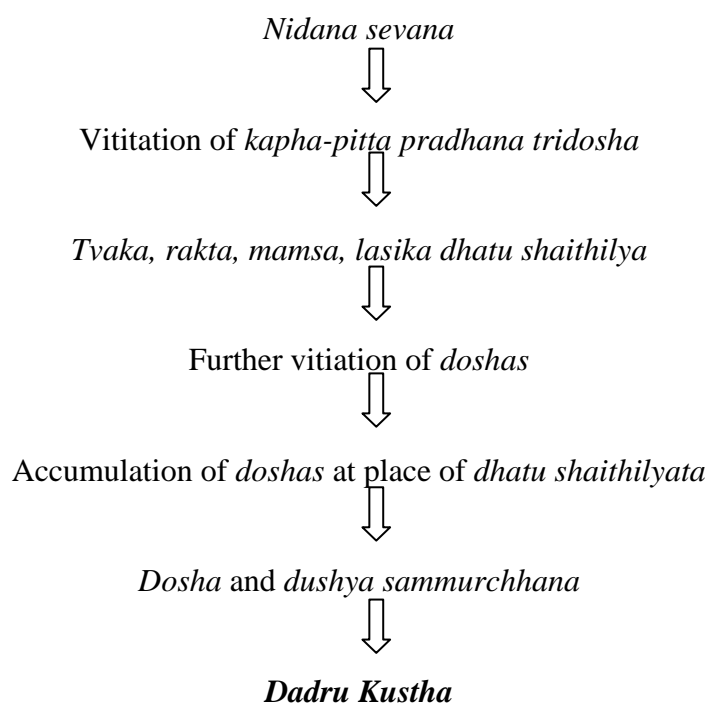 Nidana sevana
Vititation of kapha-pitta pradhana tridosha
Tvaka, rakta, mamsa, lasika dhatu shaithilya
Further vitiation of doshas
Accumulation of doshas at place of dhatu shaithilyata
Dosha and dushya sammurchhana
Dadru Kustha